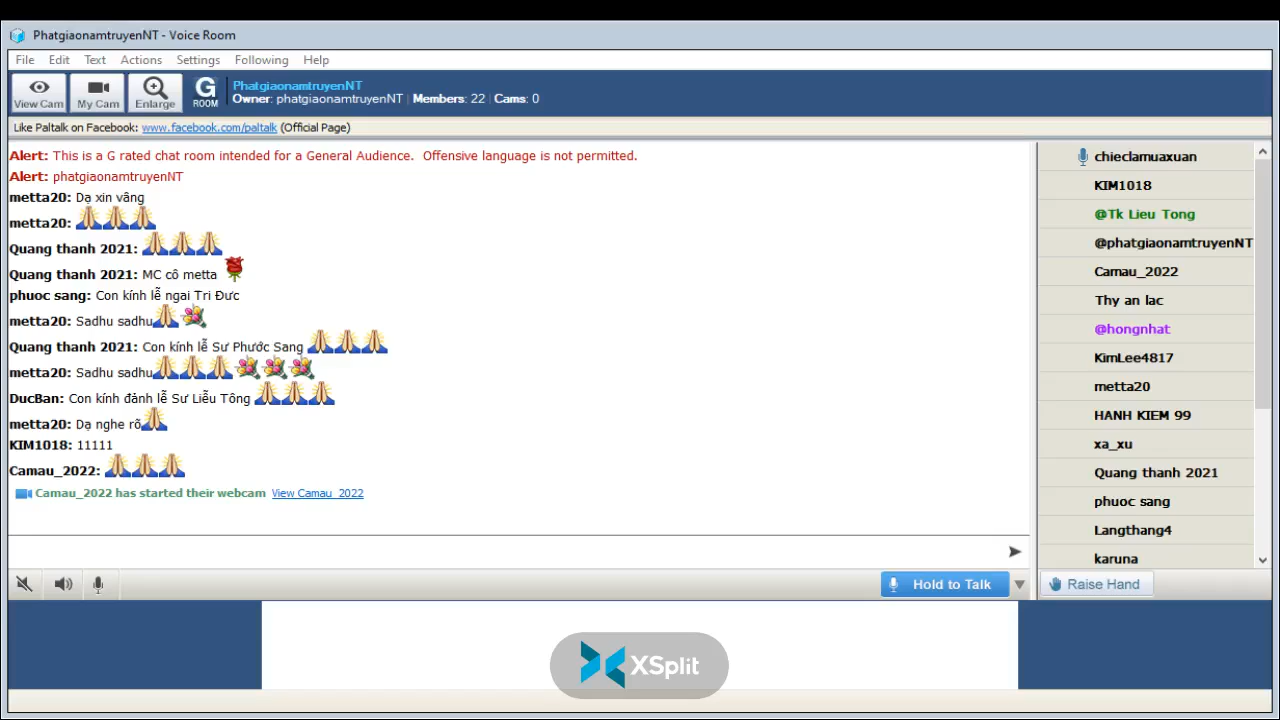 PhatgiaonamtruyenNT - Voice Room
File Edit Text Actions Settings Following Help
View Cam My Cam Enlarge G ROOM
PhatgiaonamtruyenNT
Owner: phatgiaonamtruyenNT | Members: 22 | Cams: 0
Like Paltalk on Facebook: www.facebook.com/paltalk (Official Page)
Alert: This is a G rated chat room intended for a General Audience. Offensive language is not permitted.
Alert: phatgiaonamtruyenNT
metta20: Dạ xin vâng
metta20:
Quang thanh 2021:
Quang thanh 2021: MC cô metta
phuoc sang: Con kính lễ ngai Tri Đưc
metta20: Sadhu sadhu
Quang thanh 2021: Con kính lễ Sư Phước Sang
metta20: Sadhu sadhu
DucBan: Con kính đảnh lễ Sư Liễu Tông
metta20: Dạ nghe rõ
KIM1018: 11111
Camau_2022:
Camau_2022 has started their webcam View Camau_2022
chieclamuaxuan
KIM1018
@Tk Lieu Tong
@phatgiaonamtruyenNT
Camau_2022
Thy an lac
@hongnhat
KimLee4817
metta20
HANH KIEM 99
xa_xu
Quang thanh 2021
phuoc sang
Langthang4
karuna
Hold to Talk
Raise Hand
XSplit